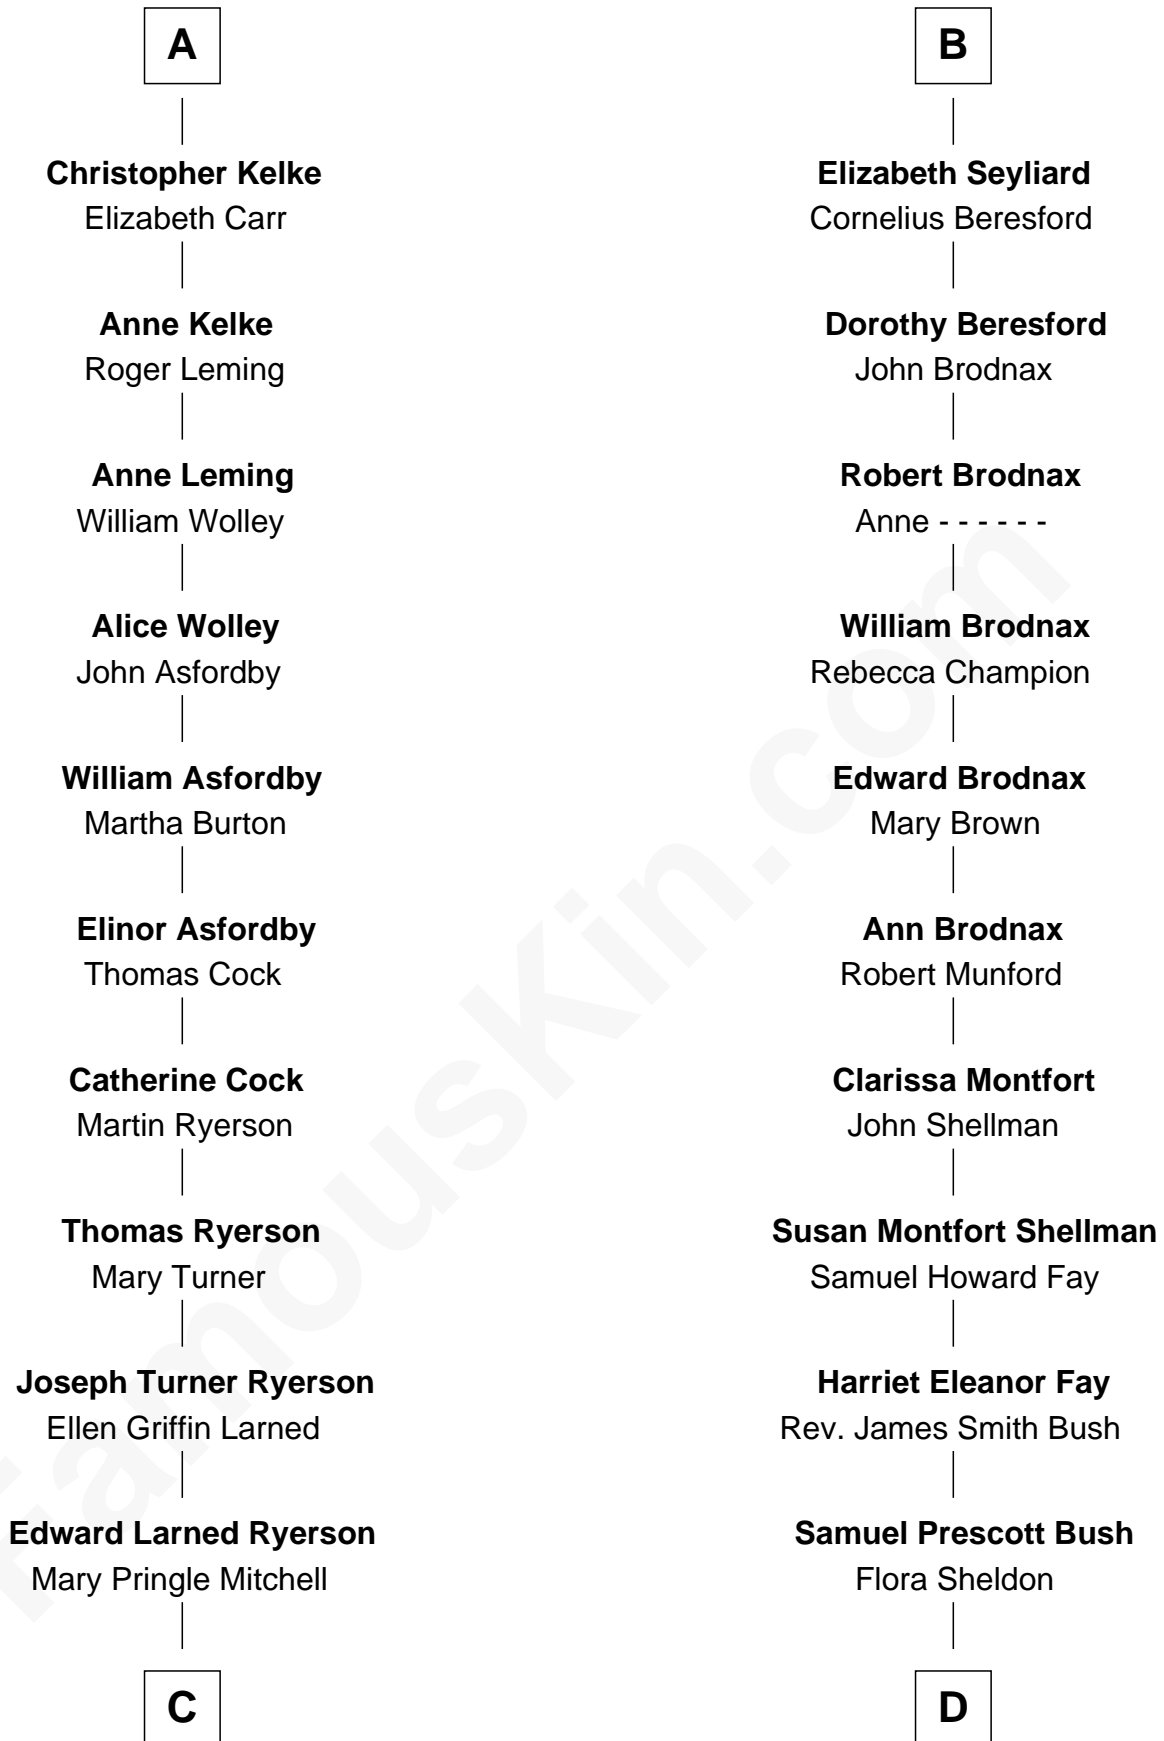 A
Christopher Kelke
Elizabeth Carr
Anne Kelke
Roger Leming
Anne Leming
William Wolley
Alice Wolley
John Asfordby
William Asfordby
Martha Burton
Elinor Asfordby
Thomas Cock
Catherine Cock
Martin Ryerson
Thomas Ryerson
Mary Turner
Joseph Turner Ryerson
Ellen Griffin Larned
Edward Larned Ryerson
Mary Pringle Mitchell
C
B
Elizabeth Seyliard
Cornelius Beresford
Dorothy Beresford
John Brodnax
Robert Brodnax
Anne - - - - - -
William Brodnax
Rebecca Champion
Edward Brodnax
Mary Brown
Ann Brodnax
Robert Munford
Clarissa Montfort
John Shellman
Susan Montfort Shellman
Samuel Howard Fay
Harriet Eleanor Fay
Rev. James Smith Bush
Samuel Prescott Bush
Flora Sheldon
D
FamousKin.com